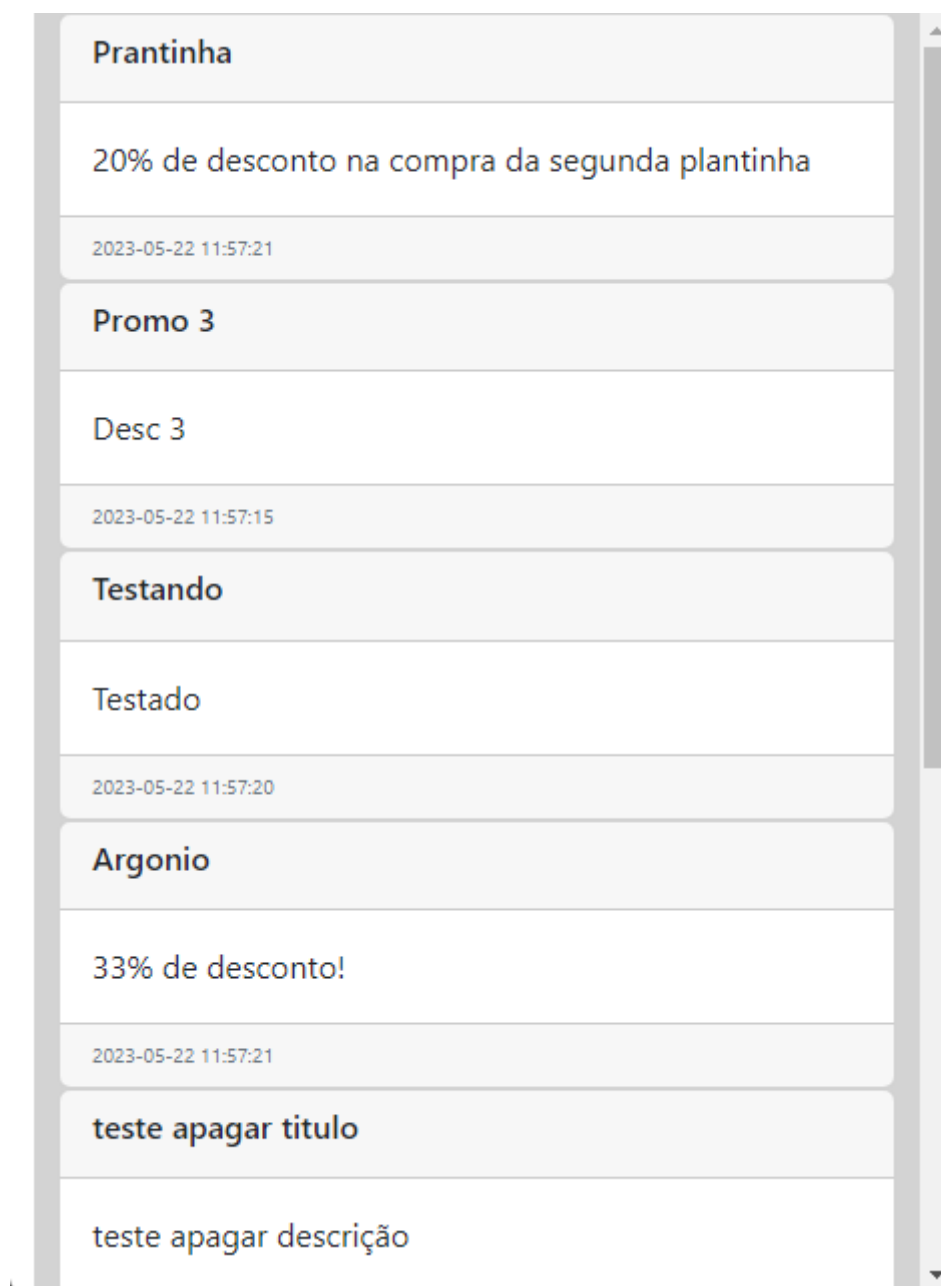 Prantinha
20% de desconto na compra da segunda plantinha
2023-05-22 11:57:21
Promo 3
Desc 3
2023-05-22 11:57:15
Testando
Testado
2023-05-22 11:57:20
Argonio
33% de desconto!
2023-05-22 11:57:21
teste apagar titulo
teste apagar descrição